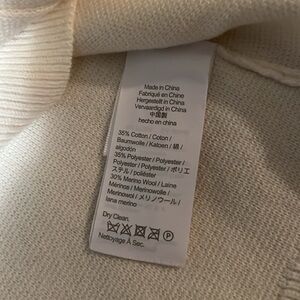 Made in China
Fabriqué en Chine
Hergestellt in China
Vervaardigd in China
中国製
hecho en china
35% Cotton / Coton /
Baumwolle / Katoen / 綿 /
algodón
35% Polyester / Polyester /
Polyester / Polyester / ポリエ
ステル / poliéster
30% Merino Wool / Laine
Mérinos / Merinowolle /
Merinowol / メリノウール /
lana merino
Dry Clean.
P
Nettoyage À Sec.